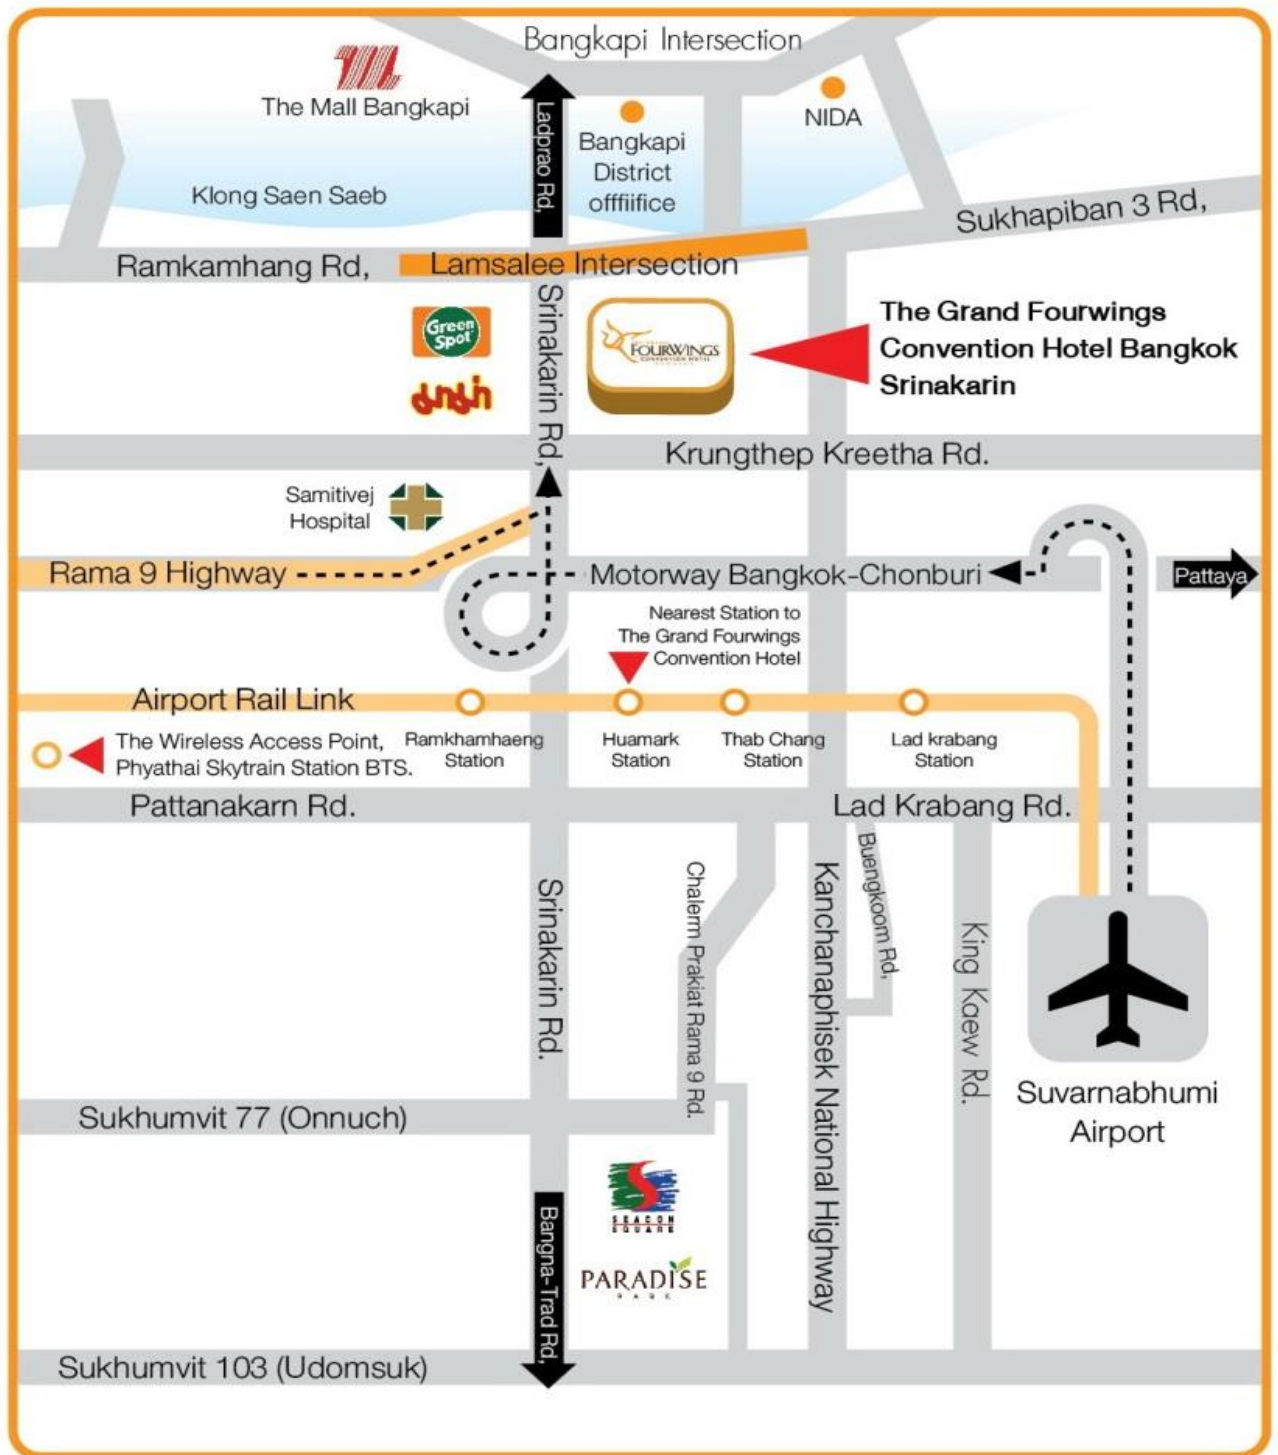 Bangkapi Intersection
The Mall Bangkapi
NIDA
Ladprao Rd,
Bangkapi
District
offfiifice
Klong Saen Saeb
Sukhapiban 3 Rd,
Ramkamhang Rd,
Lamsalee Intersection
Srinakarin Rd,
Green
Spot
FOURWINGS
CONVENTION HOTEL
The Grand Fourwings
Convention Hotel Bangkok
Srinakarin
Krungthep Kreetha Rd.
Samitivej
Hospital
Rama 9 Highway
Motorway Bangkok-Chonburi
Pattaya
Nearest Station to
The Grand Fourwings
Convention Hotel
Airport Rail Link
The Wireless Access Point,
Phyathai Skytrain Station BTS.
Ramkhamhaeng
Station
Huamark
Station
Thab Chang
Station
Lad krabang
Station
Pattanakarn Rd.
Lad Krabang Rd.
Srinakarin Rd.
Chalerm Prakiat Rama 9 Rd.
Kanchanaphisek National Highway
Buengkoom Rd,
King Kaew Rd.
Suvarnabhumi
Airport
Sukhumvit 77 (Onnuch)
SEACON
SQUARE
PARADISE
PARK
Bangna-Trad Rd,
Sukhumvit 103 (Udomsuk)